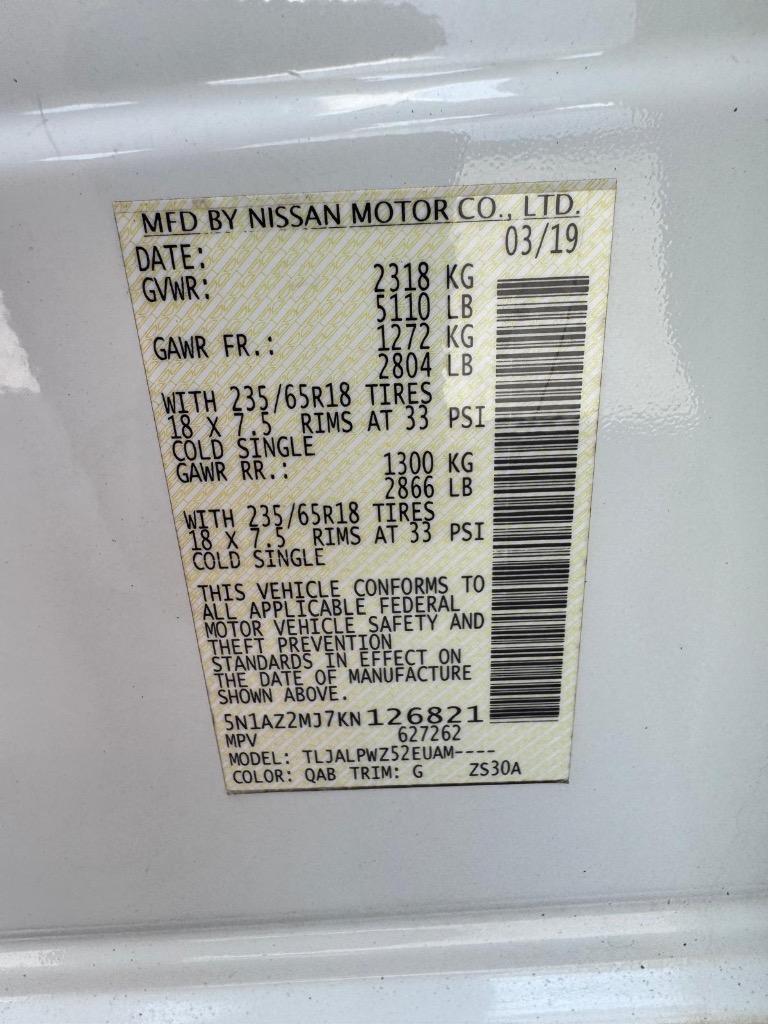 MFD BY NISSAN MOTOR CO., LTD.
DATE: 03/19
GVWR: 2318 KG
5110 LB
GAWR FR.: 1272 KG
2804 LB
WITH 235/65R18 TIRES
18 X 7.5 RIMS AT 33 PSI
COLD SINGLE
GAWR RR.: 1300 KG
2866 LB
WITH 235/65R18 TIRES
18 X 7.5 RIMS AT 33 PSI
COLD SINGLE
THIS VEHICLE CONFORMS TO
ALL APPLICABLE FEDERAL
MOTOR VEHICLE SAFETY AND
THEFT PREVENTION
STANDARDS IN EFFECT ON
THE DATE OF MANUFACTURE
SHOWN ABOVE.
5N1AZ2MJ7KN126821
MPV 627262
MODEL: TLJALPWZ52EUAM----
COLOR: QAB TRIM: G ZS30A